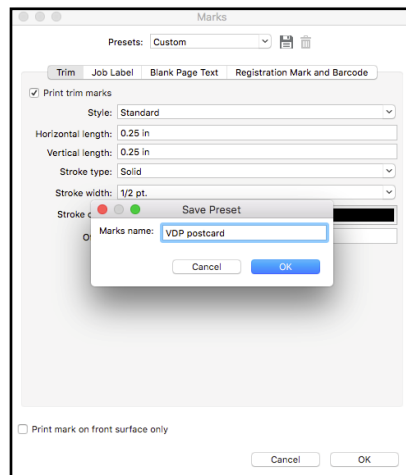 Marks
Presets: Custom
Trim Job Label Blank Page Text Registration Mark and Barcode
Print trim marks
Style: Standard
Horizontal length: 0.25 in
Vertical length: 0.25 in
Stroke type: Solid
Stroke width: 1/2 pt.
Stroke
Save Preset
Marks name: VDP postcard
Cancel OK
Print mark on front surface only
Cancel OK